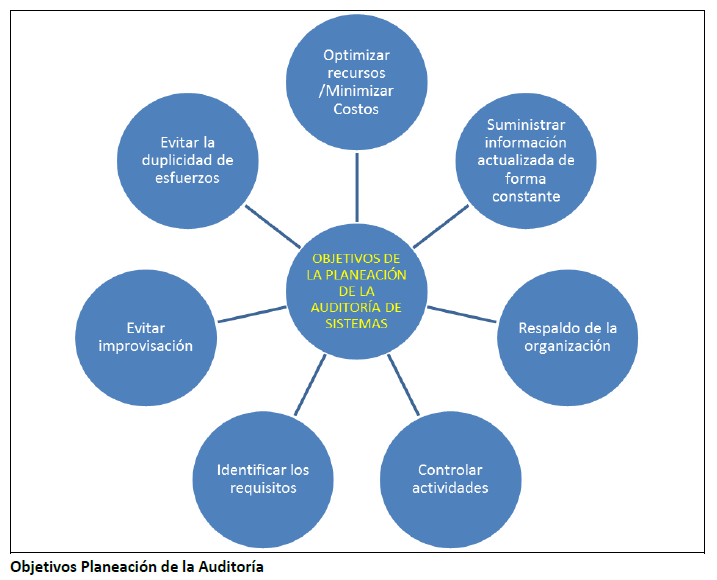 Optimizar
recursos
/Minimizar
Costos
Suministrar
información
actualizada de
forma
constante
Respaldo de la
organización
Controlar
actividades
Identificar los
requisitos
Evitar
improvisación
Evitar la
duplicidad de
esfuerzos
OBJETIVOS DE
LA PLANEACIÓN
DE LA
AUDITORÍA DE
SISTEMAS
Objetivos Planeación de la Auditoría